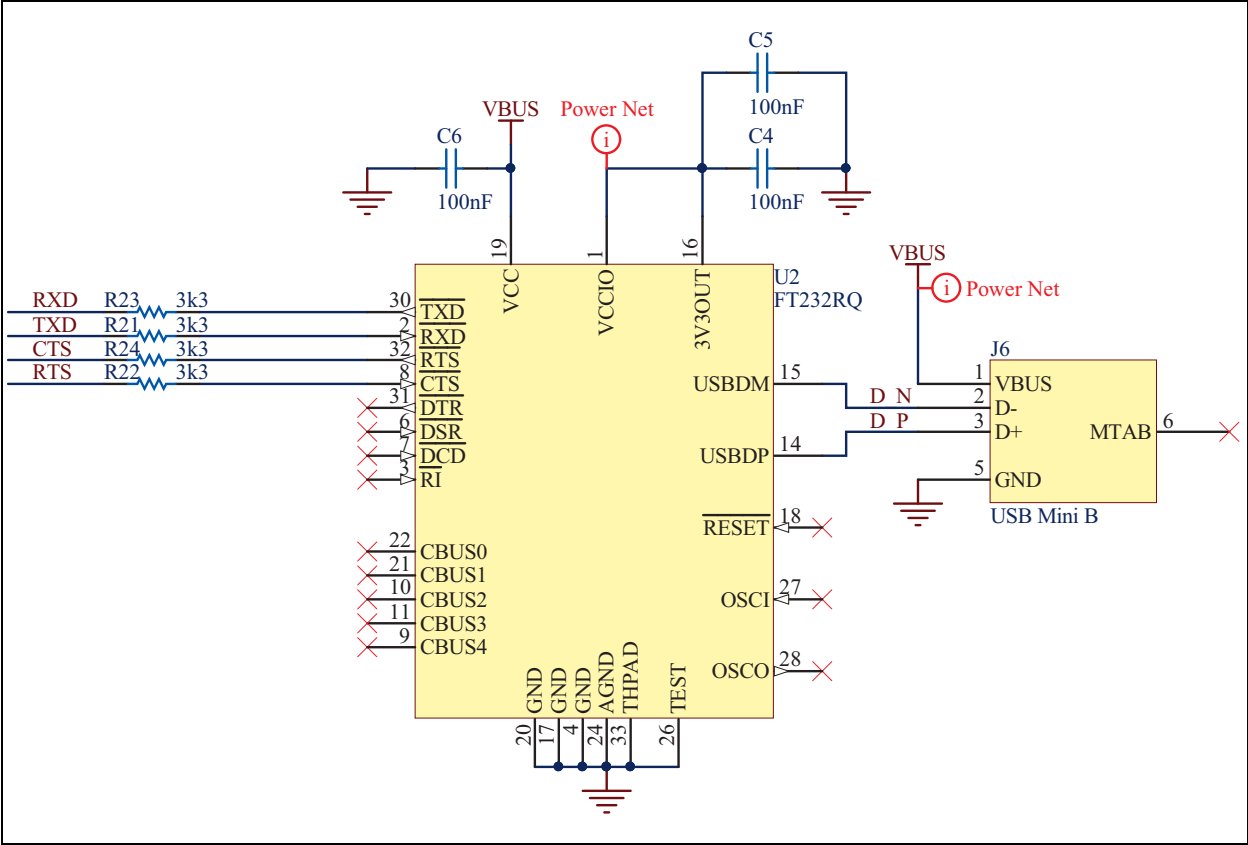 C5
100nF
VBUS
Power Net
i
C6
100nF
C4
100nF
19
1
16
VCC
VCCIO
3V3OUT
U2
FT232RQ
VBUS
i
Power Net
RXD R23 3k3 30 TXD
TXD R21 3k3 2 RXD
CTS R24 3k3 32 RTS
RTS R22 3k3 8 CTS
31 DTR
6 DSR
7 DCD
3 RI
USBDM 15 D_N
USBDP 14 D_P
J6
1 VBUS
2 D-
3 D+
MTAB 6
5 GND
USB Mini B
RESET 18
OSCI 27
OSCO 28
22 CBUS0
21 CBUS1
10 CBUS2
11 CBUS3
9 CBUS4
GND
GND
GND
AGND
THPAD
TEST
20
17
4
24
33
26